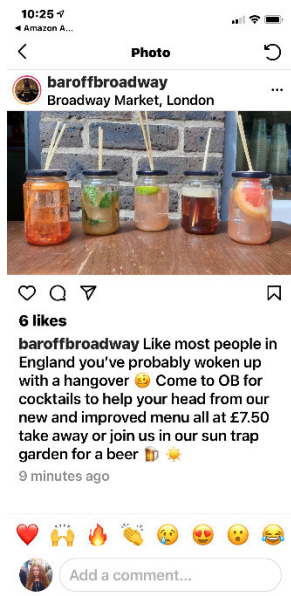 10:25
◄ Amazon A...
Photo
baroffbroadway
Broadway Market, London
6 likes
baroffbroadway Like most people in
England you've probably woken up
with a hangover 🥴 Come to OB for
cocktails to help your head from our
new and improved menu all at £7.50
take away or join us in our sun trap
garden for a beer 🍺 ☀️
9 minutes ago
Add a comment...